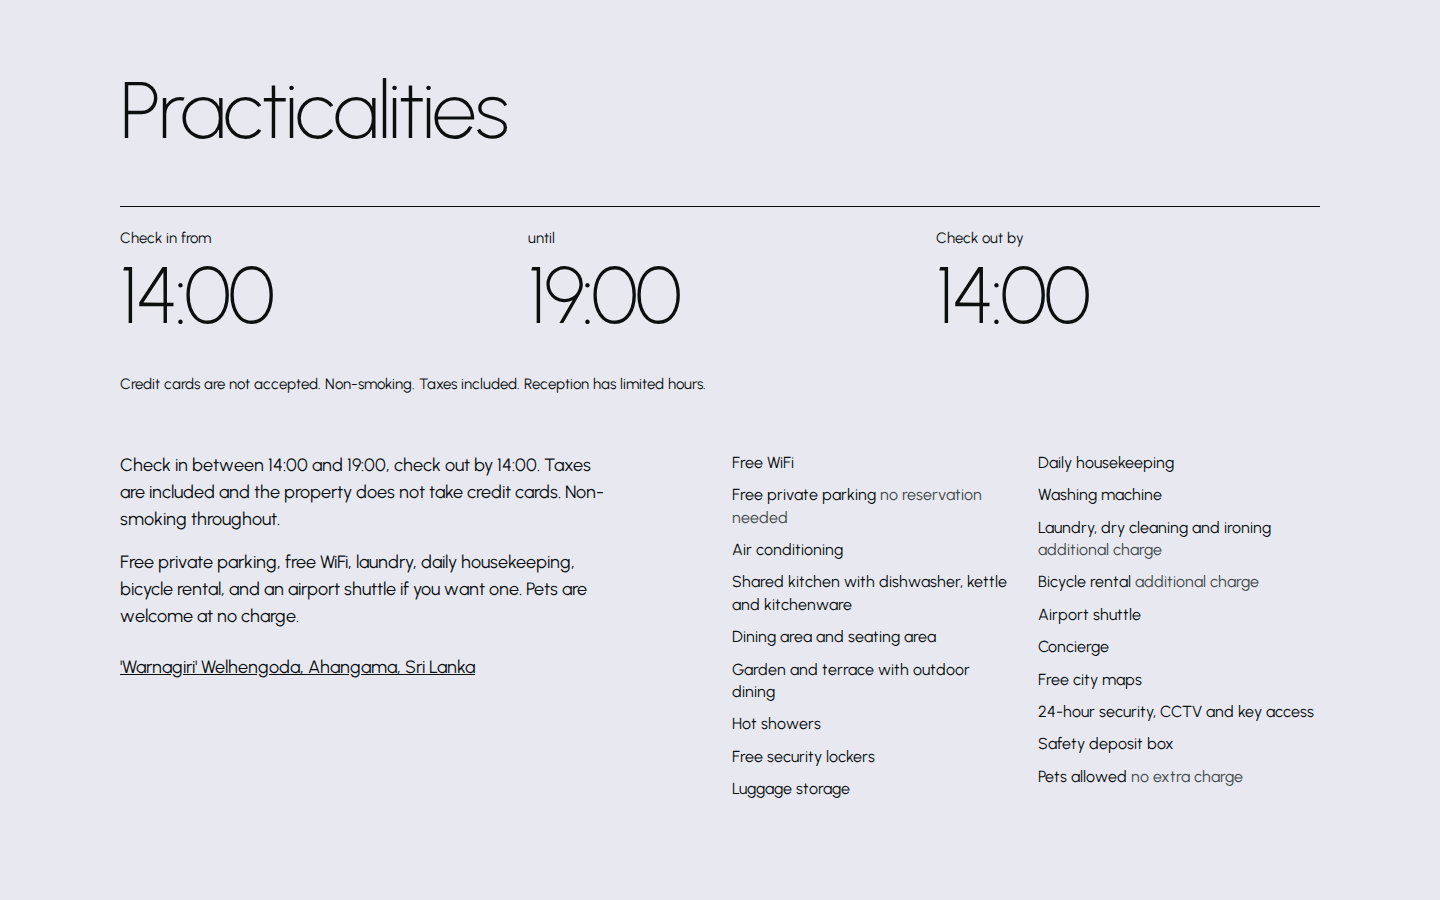 Practicalities
Check in from
14:00
until
19:00
Check out by
14:00
Credit cards are not accepted. Non-smoking. Taxes included. Reception has limited hours.
Check in between 14:00 and 19:00, check out by 14:00. Taxes
are included and the property does not take credit cards. Non-
smoking throughout.
Free private parking, free WiFi, laundry, daily housekeeping,
bicycle rental, and an airport shuttle if you want one. Pets are
welcome at no charge.
'Warnagiri' Welhengoda, Ahangama, Sri Lanka
Free WiFi
Free private parking no reservation
needed
Air conditioning
Shared kitchen with dishwasher, kettle
and kitchenware
Dining area and seating area
Garden and terrace with outdoor
dining
Hot showers
Free security lockers
Luggage storage
Daily housekeeping
Washing machine
Laundry, dry cleaning and ironing
additional charge
Bicycle rental additional charge
Airport shuttle
Concierge
Free city maps
24-hour security, CCTV and key access
Safety deposit box
Pets allowed no extra charge